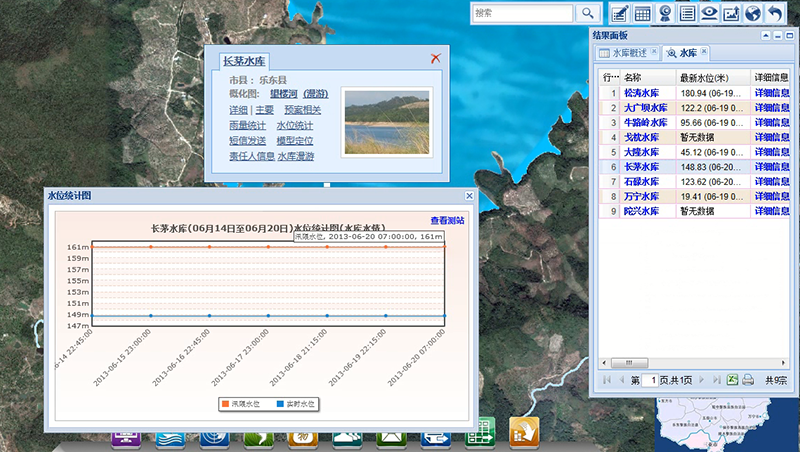 搜索
结果面板
水库概述
水库
行… 名称 最新水位(米) 详细信息
1 松涛水库 180.94 (06-19… 详细信息
2 大广坝水库 122.2 (06-19 0… 详细信息
3 牛路岭水库 95.66 (06-19 0… 详细信息
4 戈枕水库 暂无数据 详细信息
5 大隆水库 45.12 (06-19 0… 详细信息
6 长茅水库 148.83 (06-20… 详细信息
7 石碌水库 123.62 (06-20… 详细信息
8 万宁水库 19.41 (06-19 0… 详细信息
9 陀兴水库 暂无数据 详细信息
第 1 页,共1页
共9宗
长茅水库
市县： 乐东县
概化图: 望楼河 (漫游)
详细 | 主要 预案相关
雨量统计 水位统计
短信发送 模型定位
责任人信息 水库漫游
水位统计图
查看测站
长茅水库(06月14日至06月20日)水位统计图(水库水情)
汛限水位, 2013-06-20 07:00:00, 161m
161m
159m
157m
155m
153m
151m
149m
147m
06-14 22:45:00
2013-06-15 23:00:00
2013-06-16 22:45:00
2013-06-17 23:00:00
2013-06-18 21:15:00
2013-06-19 22:15:00
2013-06-20 07:00:00
汛限水位 实时水位